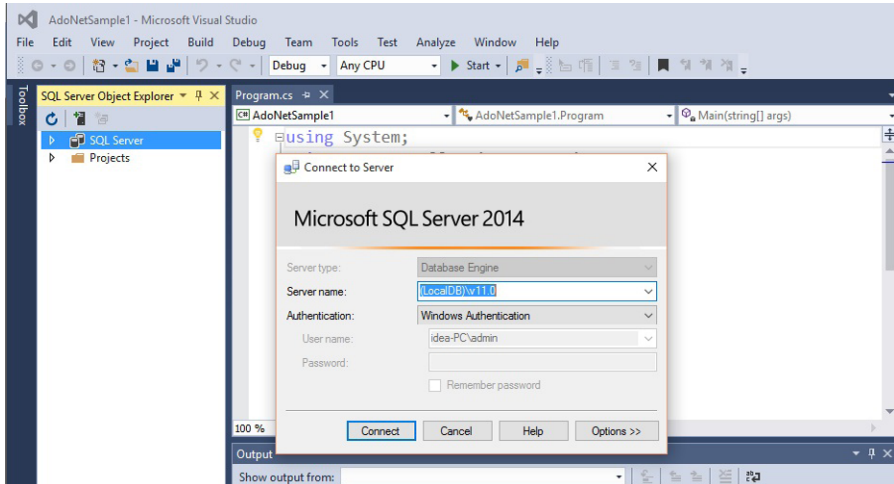 AdoNetSample1 - Microsoft Visual Studio
File Edit View Project Build Debug Team Tools Test Analyze Window Help
Debug Any CPU Start
Toolbox
SQL Server Object Explorer
SQL Server
Projects
Program.cs
C# AdoNetSample1 AdoNetSample1.Program Main(string[] args)
using System;
Connect to Server
Microsoft SQL Server 2014
Server type: Database Engine
Server name: (LocalDB)\v11.0
Authentication: Windows Authentication
User name: idea-PC\admin
Password:
Remember password
Connect Cancel Help Options >>
100 %
Output
Show output from: